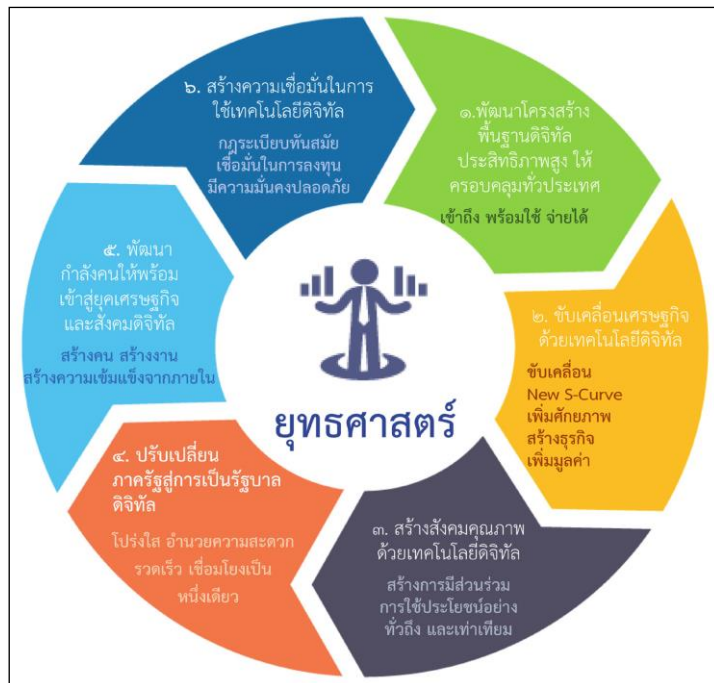 ๑.พัฒนาโครงสร้าง
พื้นฐานดิจิทัล
ประสิทธิภาพสูง ให้
ครอบคลุมทั่วประเทศ
เข้าถึง พร้อมใช้ จ่ายได้
๒. ขับเคลื่อนเศรษฐกิจ
ด้วยเทคโนโลยีดิจิทัล
ขับเคลื่อน
New S-Curve
เพิ่มศักยภาพ
สร้างธุรกิจ
เพิ่มมูลค่า
๓. สร้างสังคมคุณภาพ
ด้วยเทคโนโลยีดิจิทัล
สร้างการมีส่วนร่วม
การใช้ประโยชน์อย่าง
ทั่วถึง และเท่าเทียม
๔. ปรับเปลี่ยน
ภาครัฐสู่การเป็นรัฐบาล
ดิจิทัล
โปร่งใส อำนวยความสะดวก
รวดเร็ว เชื่อมโยงเป็น
หนึ่งเดียว
๕. พัฒนา
กำลังคนให้พร้อม
เข้าสู่ยุคเศรษฐกิจ
และสังคมดิจิทัล
สร้างคน สร้างงาน
สร้างความเข้มแข็งจากภายใน
๖. สร้างความเชื่อมั่นในการ
ใช้เทคโนโลยีดิจิทัล
กฎระเบียบทันสมัย
เชื่อมั่นในการลงทุน
มีความมั่นคงปลอดภัย
ยุทธศาสตร์